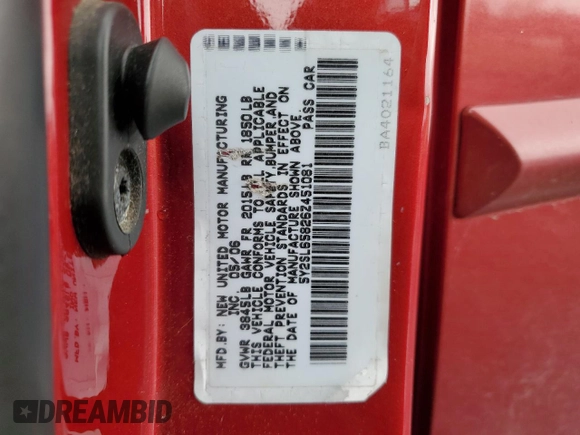 MFD.BY: NEW UNITED MOTOR MANUFACTURING
INC. 05/06
GVWR 3845LB GAWR FR 2015LB RR 1850LB
THIS VEHICLE CONFORMS TO ALL APPLICABLE
FEDERAL MOTOR VEHICLE SAFETY, BUMPER AND
THEFT PREVENTION STANDARDS IN EFFECT ON
THE DATE OF MANUFACTURE SHOWN ABOVE.
5Y2SL65826Z451081 PASS CAR
BA4021164
DREAMBID